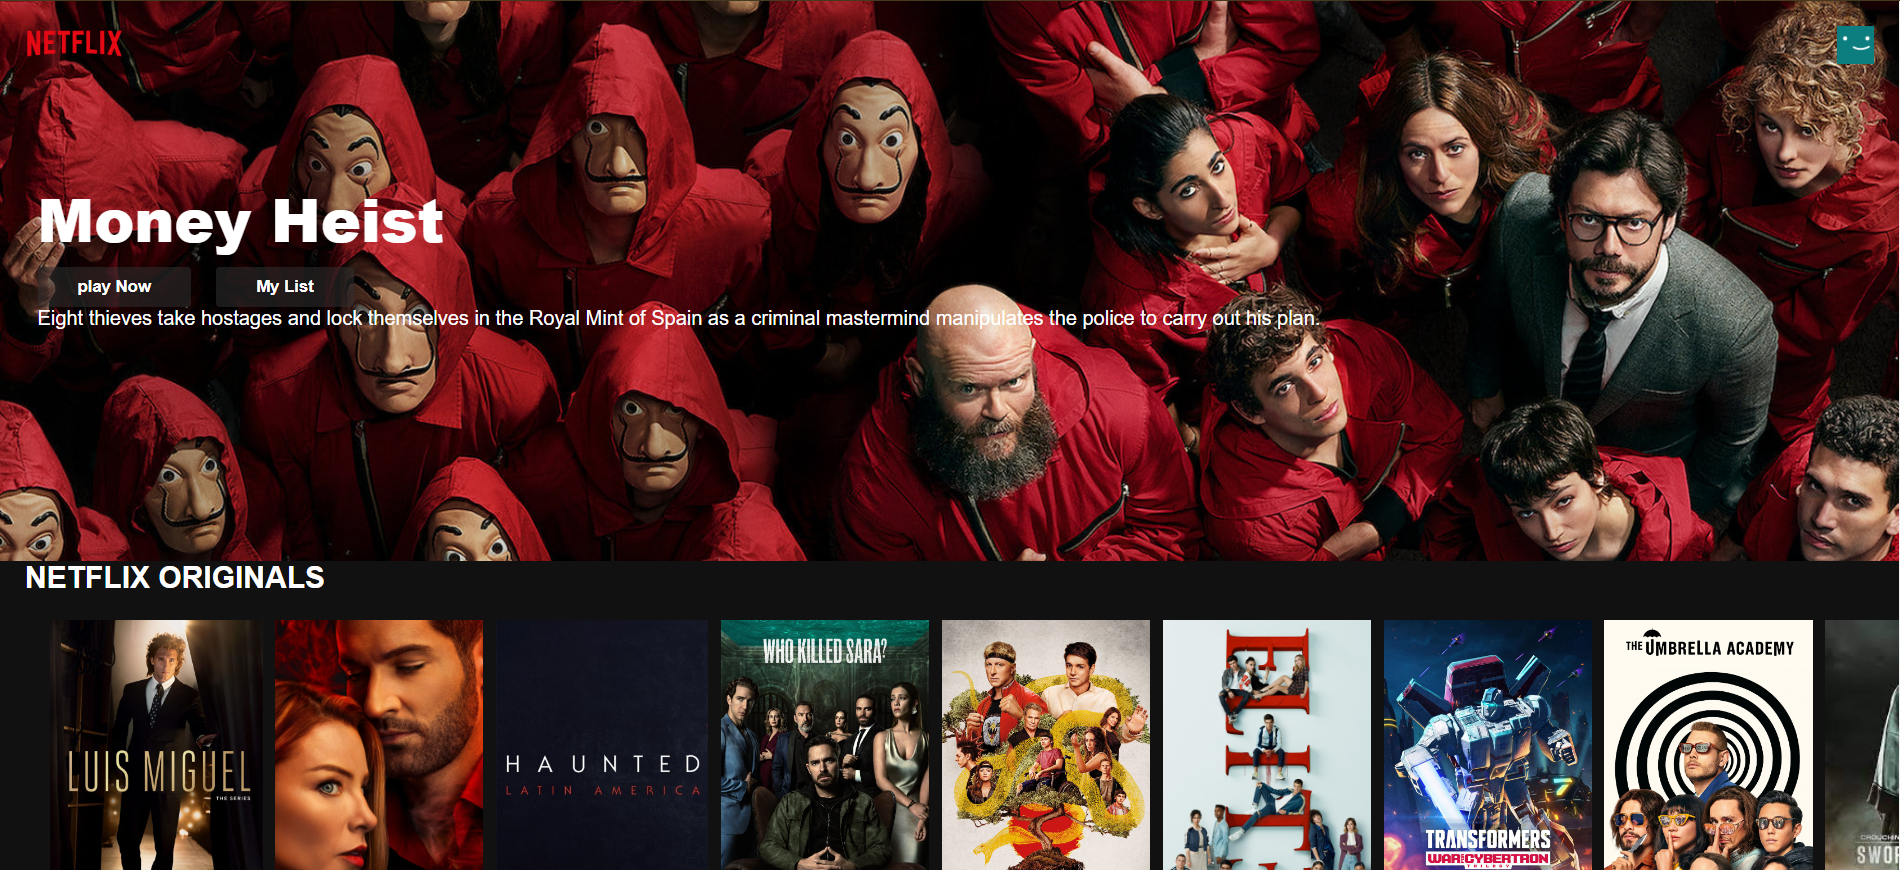 NETFLIX
Money Heist
play Now
My List
Eight thieves take hostages and lock themselves in the Royal Mint of Spain as a criminal mastermind manipulates the police to carry out his plan.
NETFLIX ORIGINALS
LUIS MIGUEL
THE SERIES
HAUNTED
LATIN AMERICA
WHO KILLED SARA?
THE UMBRELLA ACADEMY
TRANSFORMERS
WAR FOR CYBERTRON
TRILOGY